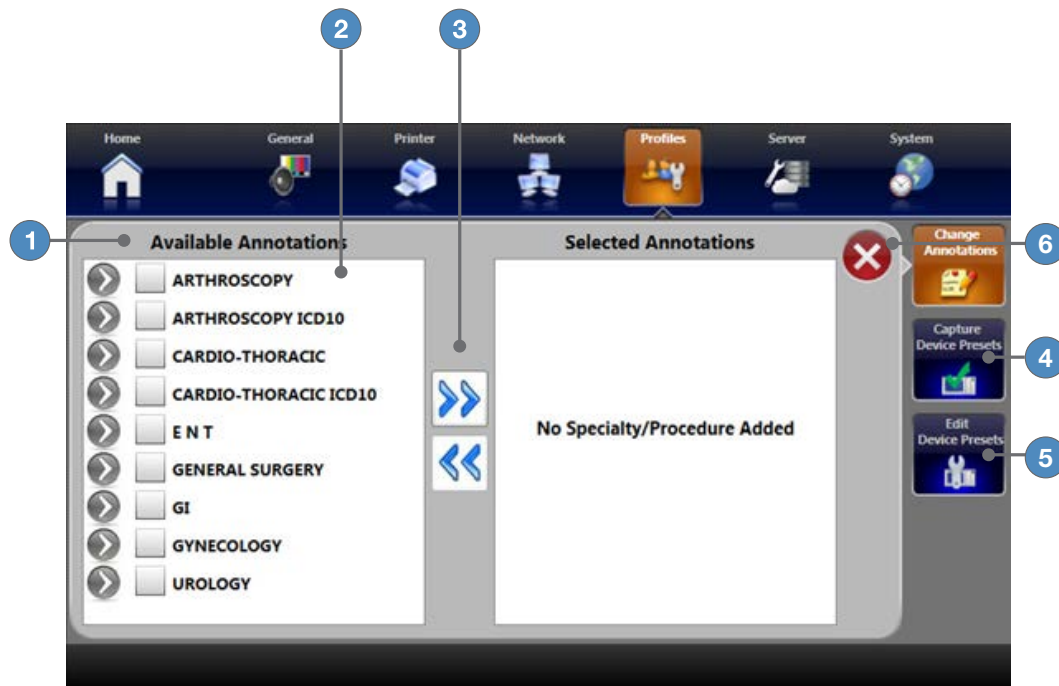 2
3
Home
General
Printer
Network
Profiles
Server
System
1
Available Annotations
Selected Annotations
Change
Annotations
6
ARTHROSCOPY
ARTHROSCOPY ICD10
CARDIO-THORACIC
CARDIO-THORACIC ICD10
E N T
GENERAL SURGERY
GI
GYNECOLOGY
UROLOGY
No Specialty/Procedure Added
Capture
Device Presets
4
Edit
Device Presets
5